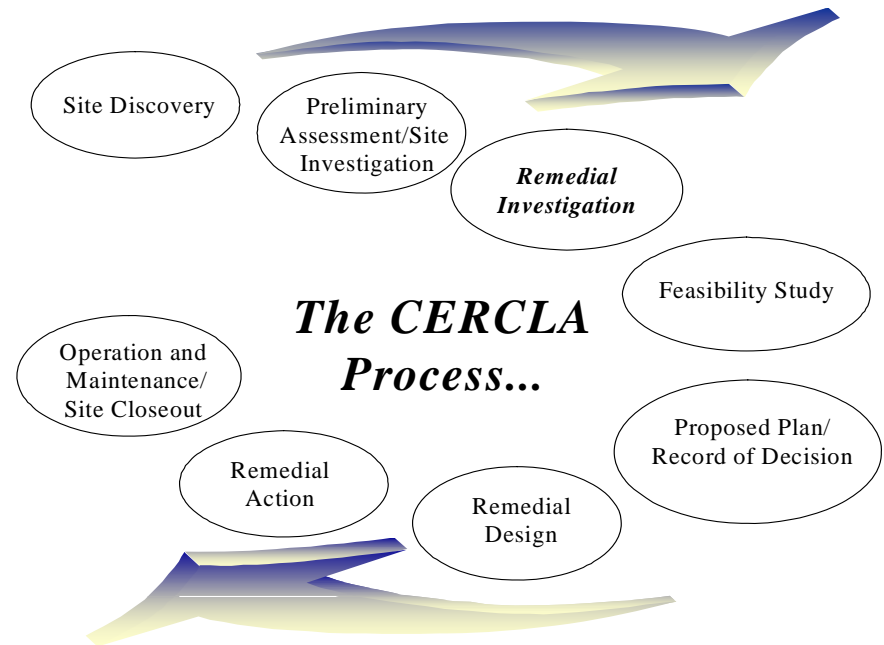 Site Discovery
Preliminary
Assessment/Site
Investigation
Remedial
Investigation
Feasibility Study
The CERCLA
Process...
Proposed Plan/
Record of Decision
Remedial
Design
Remedial
Action
Operation and
Maintenance/
Site Closeout